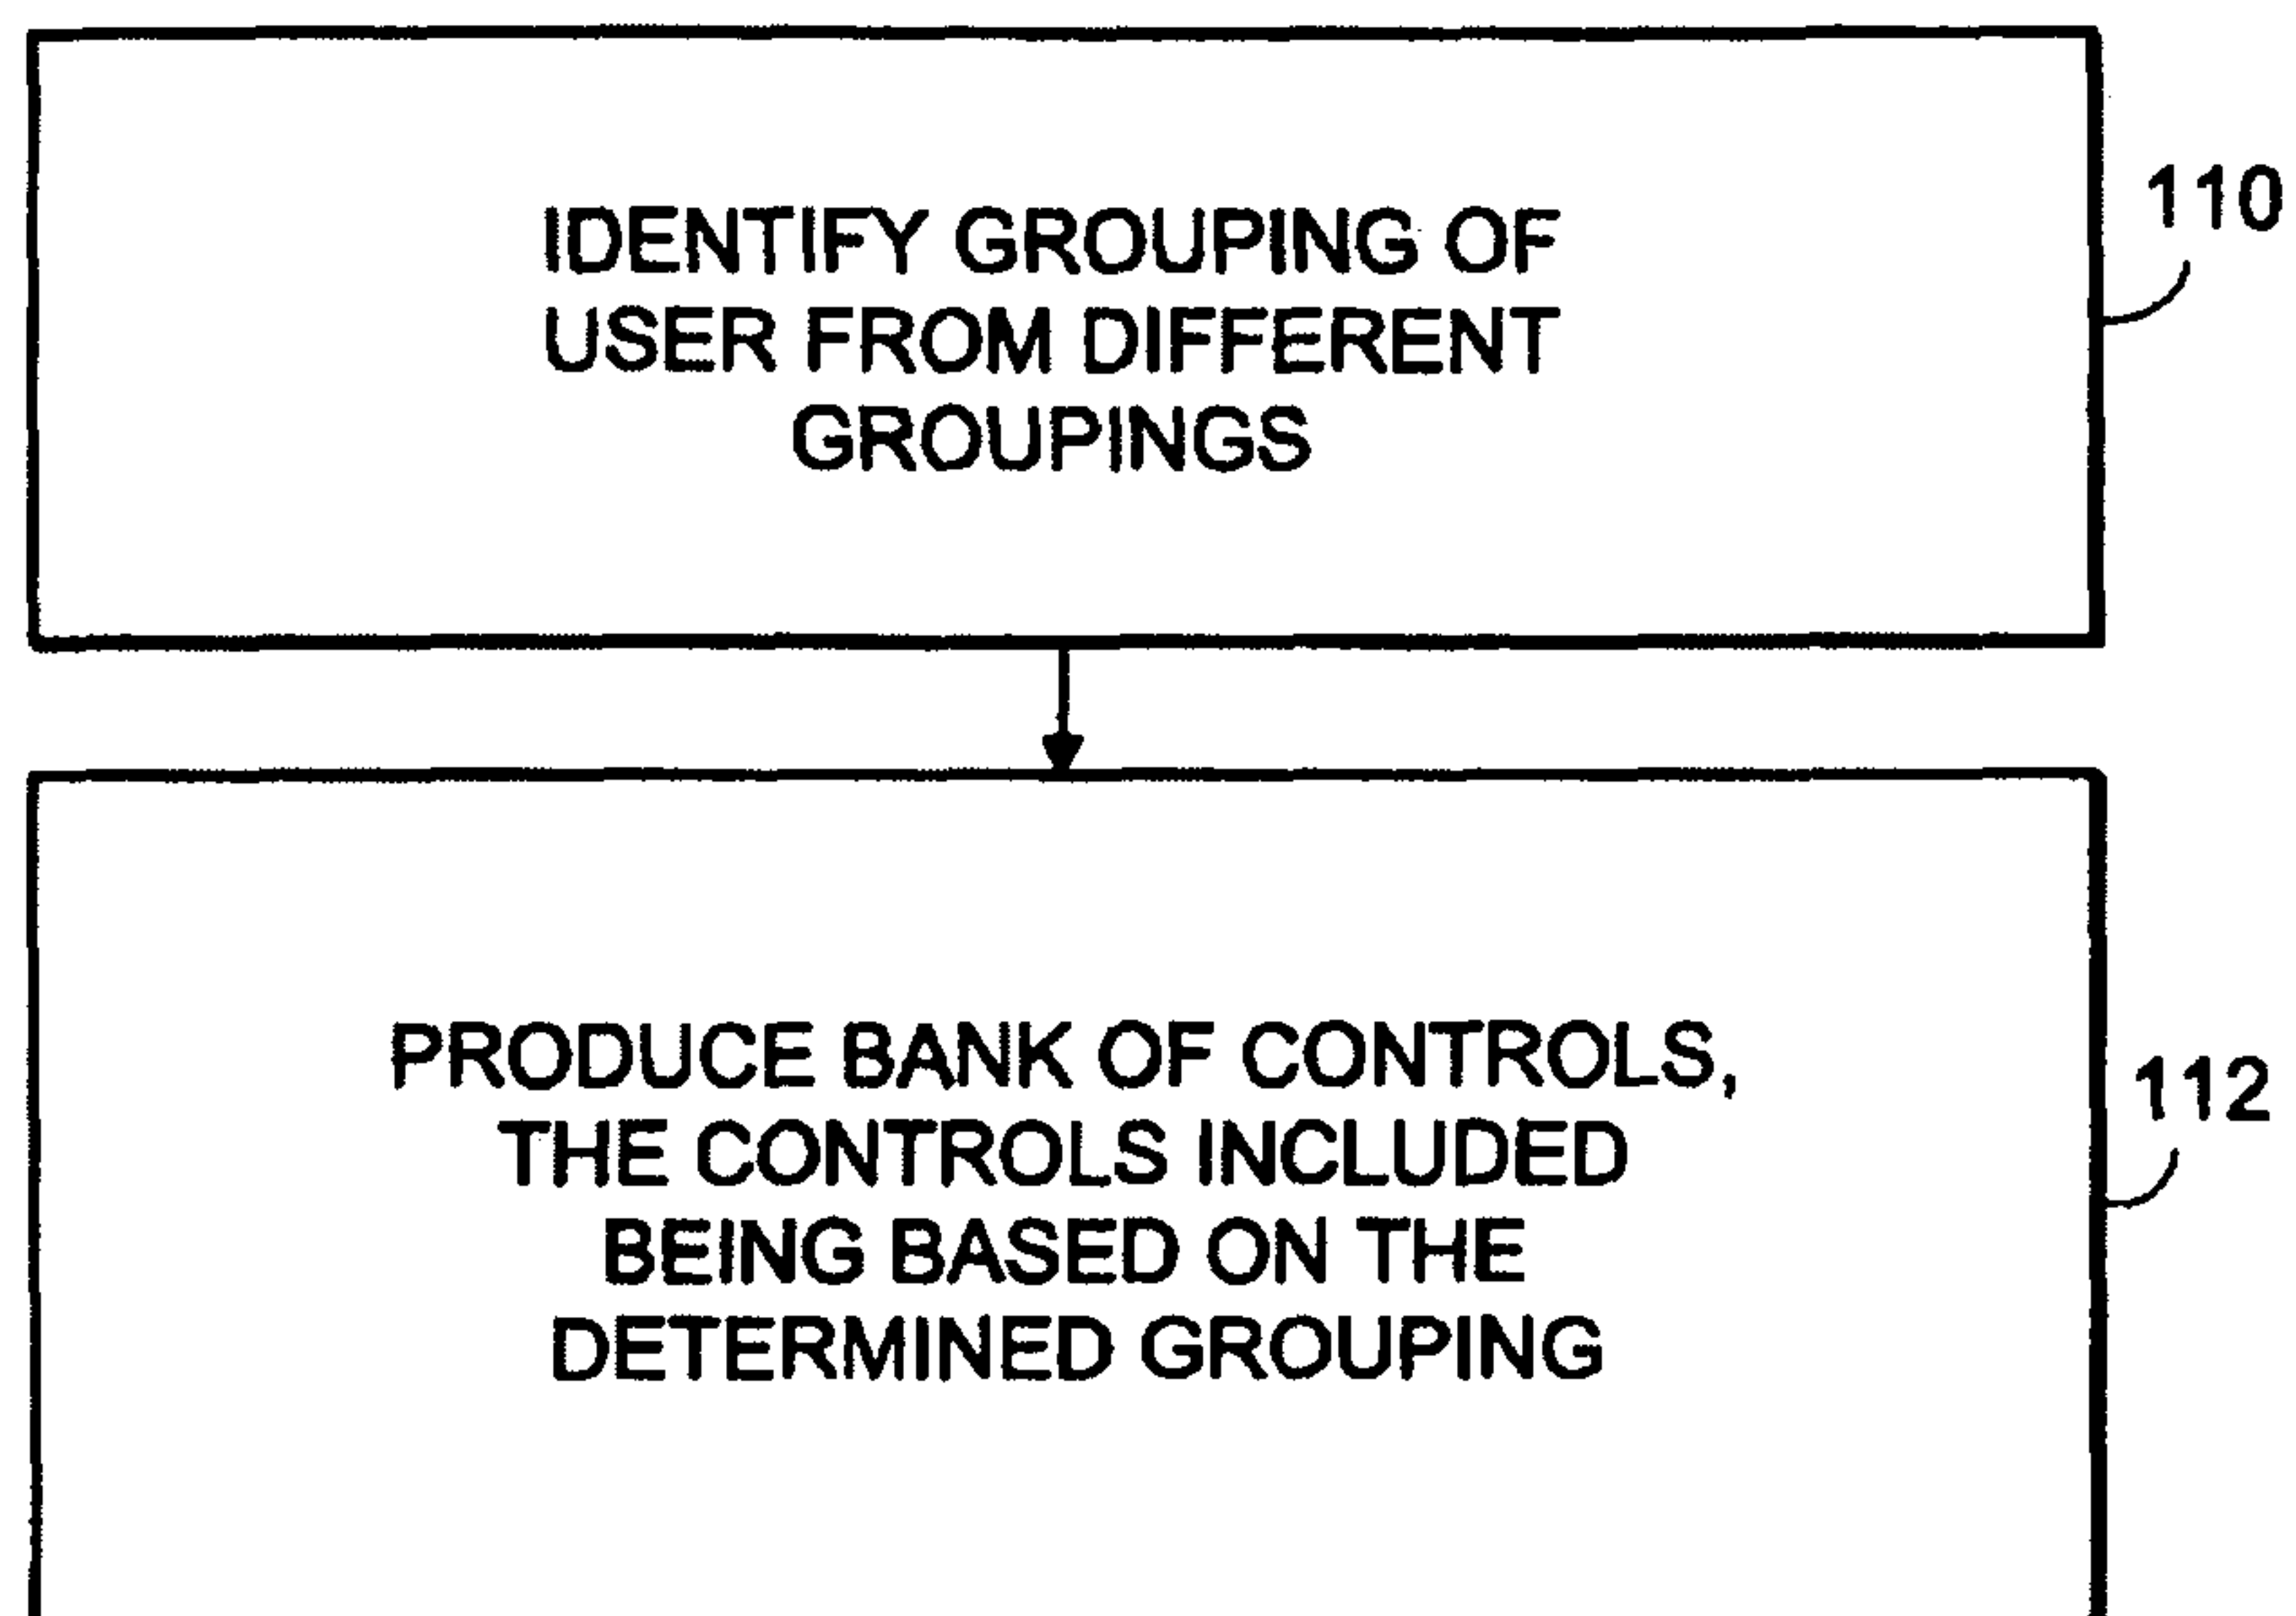 IDENTIFY GROUPING OF
USER FROM DIFFERENT
GROUPINGS
110
PRODUCE BANK OF CONTROLS,
THE CONTROLS INCLUDED
BEING BASED ON THE
DETERMINED GROUPING
112